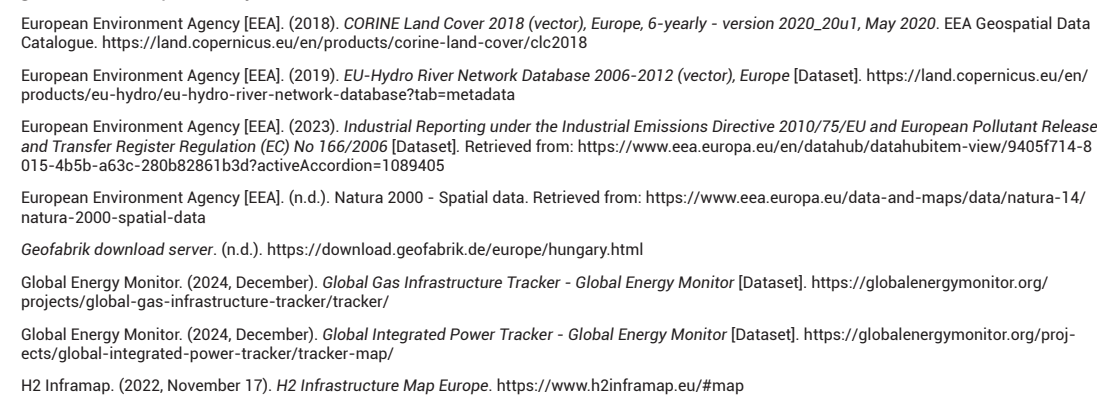 European Environment Agency [EEA]. (2018). CORINE Land Cover 2018 (vector), Europe, 6-yearly - version 2020_20u1, May 2020. EEA Geospatial Data
Catalogue. https://land.copernicus.eu/en/products/corine-land-cover/clc2018
European Environment Agency [EEA]. (2019). EU-Hydro River Network Database 2006-2012 (vector), Europe [Dataset]. https://land.copernicus.eu/en/
products/eu-hydro/eu-hydro-river-network-database?tab=metadata
European Environment Agency [EEA]. (2023). Industrial Reporting under the Industrial Emissions Directive 2010/75/EU and European Pollutant Release
and Transfer Register Regulation (EC) No 166/2006 [Dataset]. Retrieved from: https://www.eea.europa.eu/en/datahub/datahubitem-view/9405f714-8
015-4b5b-a63c-280b82861b3d?activeAccordion=1089405
European Environment Agency [EEA]. (n.d.). Natura 2000 - Spatial data. Retrieved from: https://www.eea.europa.eu/data-and-maps/data/natura-14/
natura-2000-spatial-data
Geofabrik download server. (n.d.). https://download.geofabrik.de/europe/hungary.html
Global Energy Monitor. (2024, December). Global Gas Infrastructure Tracker - Global Energy Monitor [Dataset]. https://globalenergymonitor.org/
projects/global-gas-infrastructure-tracker/tracker/
Global Energy Monitor. (2024, December). Global Integrated Power Tracker - Global Energy Monitor [Dataset]. https://globalenergymonitor.org/proj-
ects/global-integrated-power-tracker/tracker-map/
H2 Inframap. (2022, November 17). H2 Infrastructure Map Europe. https://www.h2inframap.eu/#map